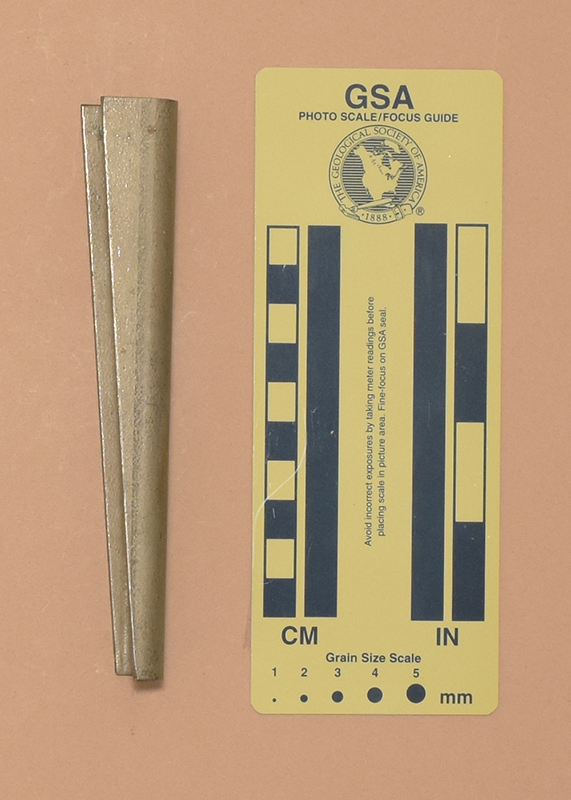 GSA
PHOTO SCALE/FOCUS GUIDE
THE GEOLOGICAL SOCIETY OF AMERICA
·1888·
®
Avoid incorrect exposures by taking meter readings before
placing scale in picture area. Fine-focus on GSA seal.
CM
IN
Grain Size Scale
1 2 3 4 5
mm